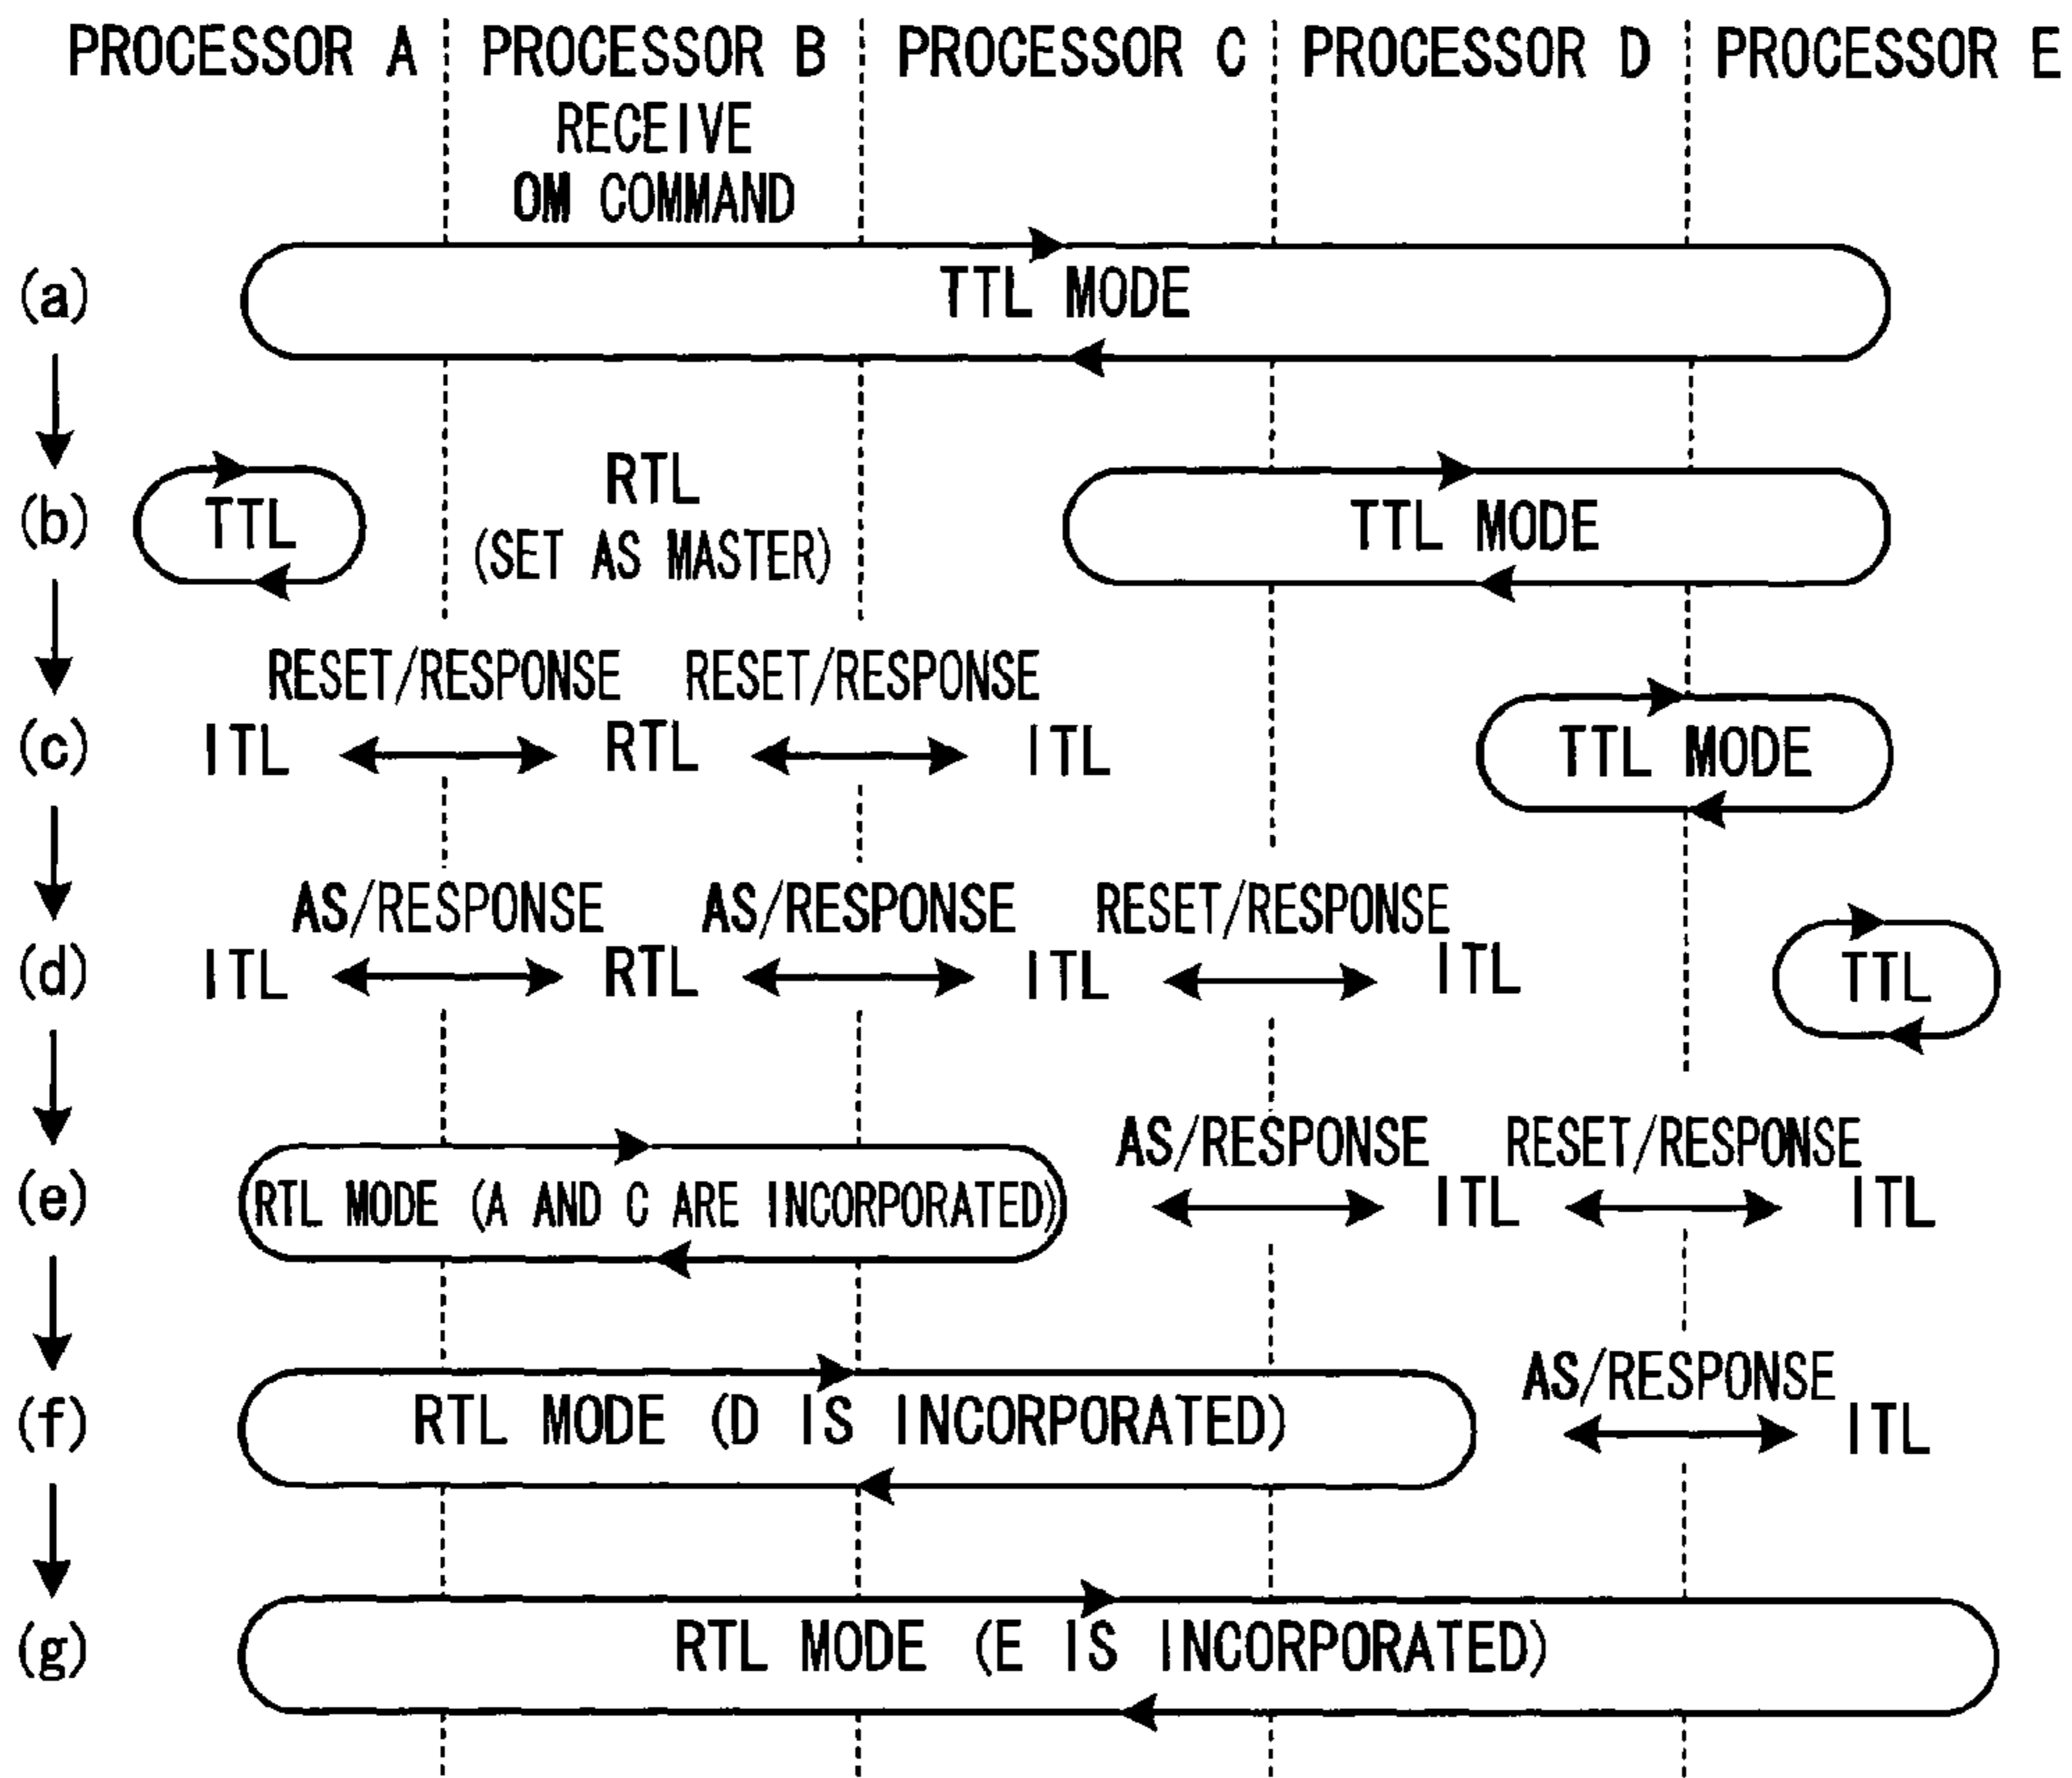 PROCESSOR A PROCESSOR B PROCESSOR C PROCESSOR D PROCESSOR E
RECEIVE
OM COMMAND
(a) TTL MODE
(b) TTL RTL TTL MODE
(SET AS MASTER)
RESET/RESPONSE RESET/RESPONSE
(c) ITL RTL ITL TTL MODE
AS/RESPONSE AS/RESPONSE RESET/RESPONSE
(d) ITL RTL ITL ITL TTL
AS/RESPONSE RESET/RESPONSE
(e) RTL MODE (A AND C ARE INCORPORATED) ITL ITL
AS/RESPONSE
(f) RTL MODE (D IS INCORPORATED) ITL
(g) RTL MODE (E IS INCORPORATED)